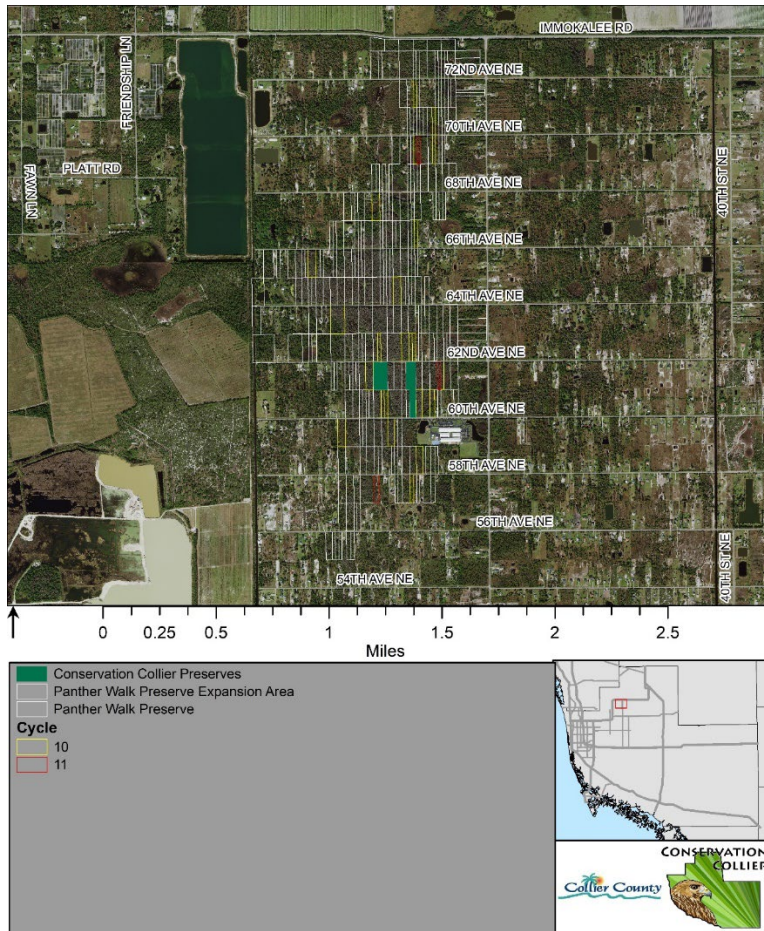 IMMOKALEE RD
72ND AVE NE
FRIENDSHIP LN
70TH AVE NE
PLATT RD
68TH AVE NE
FAWN LN
40TH ST NE
66TH AVE NE
64TH AVE NE
62ND AVE NE
60TH AVE NE
58TH AVE NE
56TH AVE NE
54TH AVE NE
40TH ST NE
0 0.25 0.5 1 1.5 2 2.5
Miles
Conservation Collier Preserves
Panther Walk Preserve Expansion Area
Panther Walk Preserve
Cycle
10
11
CONSERVATION
COLLIER
Collier County